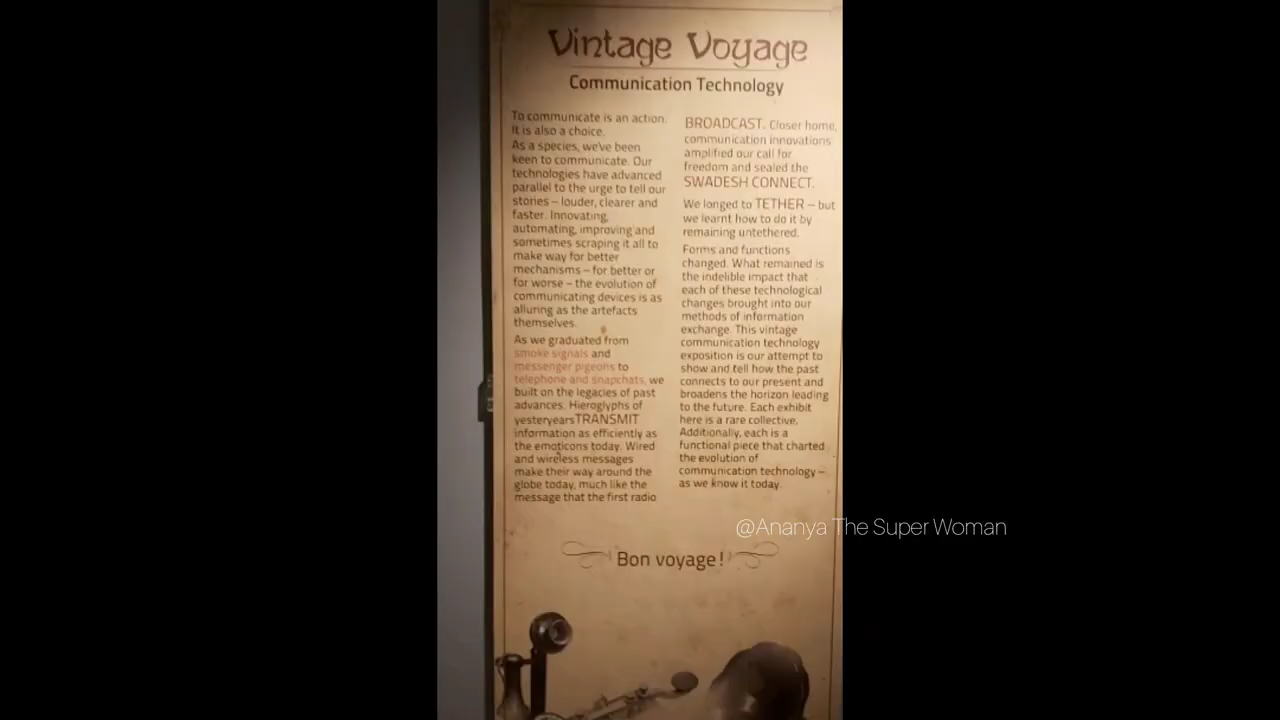 Vintage Voyage
Communication Technology
To communicate is an action.
It is also a choice.
As a species, we've been
keen to communicate. Our
technologies have advanced
parallel to the urge to tell our
stories – louder, clearer and
faster. Innovating,
automating, improving and
sometimes scraping it all to
make way for better
mechanisms – for better or
for worse – the evolution of
communicating devices is as
alluring as the artefacts
themselves.
As we graduated from
smoke signals and
messenger pigeons to
telephone and snapchats, we
built on the legacies of past
advances. Hieroglyphs of
yesteryearsTRANSMIT
information as efficiently as
the emoticons today. Wired
and wireless messages
make their way around the
globe today, much like the
message that the first radio
BROADCAST. Closer home,
communication innovations
amplified our call for
freedom and sealed the
SWADESH CONNECT.
We longed to TETHER – but
we learnt how to do it by
remaining untethered.
Forms and functions
changed. What remained is
the indelible impact that
each of these technological
changes brought into our
methods of information
exchange. This vintage
communication technology
exposition is our attempt to
show and tell how the past
connects to our present and
broadens the horizon leading
to the future. Each exhibit
here is a rare collective.
Additionally, each is a
functional piece that charted
the evolution of
communication technology –
as we know it today.
@Ananya The Super Woman
Bon voyage!